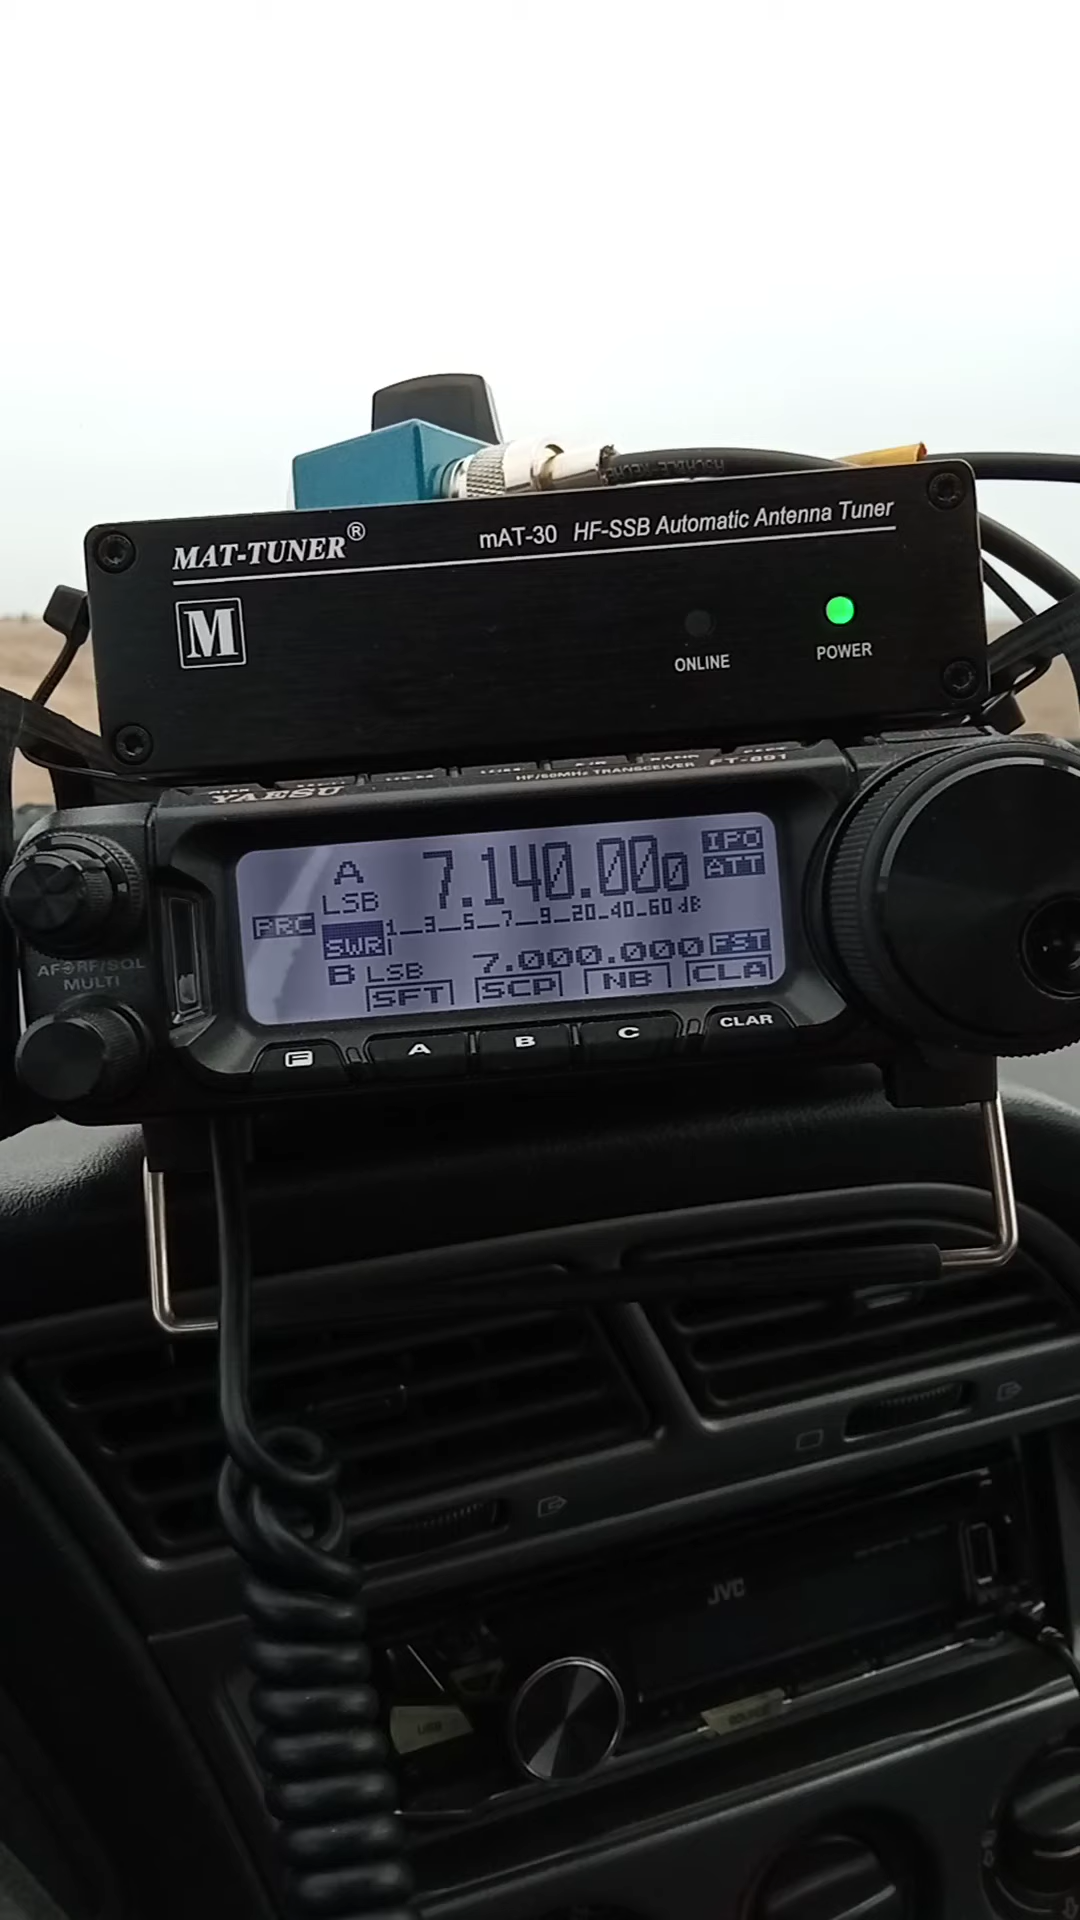 MAT-TUNER®
mAT-30 HF-SSB Automatic Antenna Tuner
M
ONLINE
POWER
YAESU
HF/50MHz TRANSCEIVER FT-891
A 7.140.000 IPO
LSB ATT
PRC
1 3 5 7 9 20 40 60 dB
SWR
B LSB 7.000.000 FST
SFT SCP NB CLA
AF RF/SQL
MULTI
F A B C CLAR
JVC
USB
SOURCE